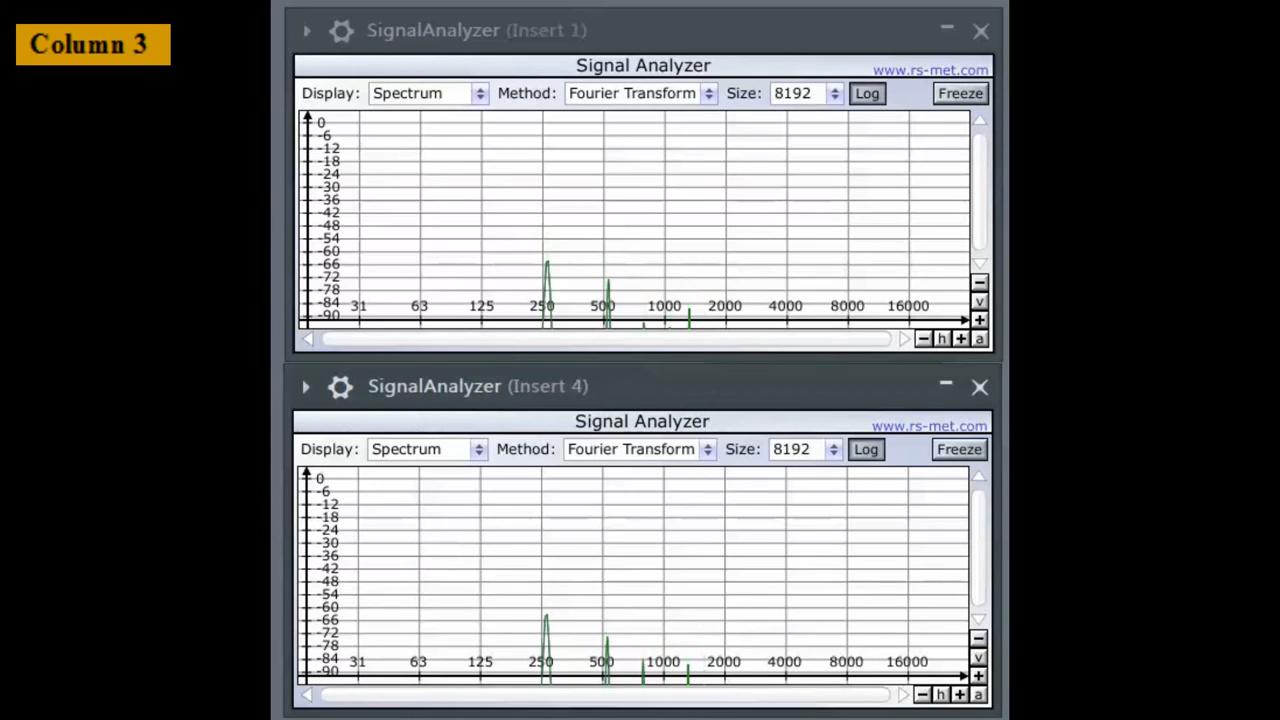 Column 3
SignalAnalyzer (Insert 1)
Signal Analyzer
www.rs-met.com
Display: Spectrum Method: Fourier Transform Size: 8192 Log Freeze
0
-6
-12
-18
-24
-30
-36
-42
-48
-54
-60
-66
-72
-78
-84
-90
31 63 125 250 500 1000 2000 4000 8000 16000
v
+
- h + a
SignalAnalyzer (Insert 4)
Signal Analyzer
www.rs-met.com
Display: Spectrum Method: Fourier Transform Size: 8192 Log Freeze
0
-6
-12
-18
-24
-30
-36
-42
-48
-54
-60
-66
-72
-78
-84
-90
31 63 125 250 500 1000 2000 4000 8000 16000
v
+
- h + a